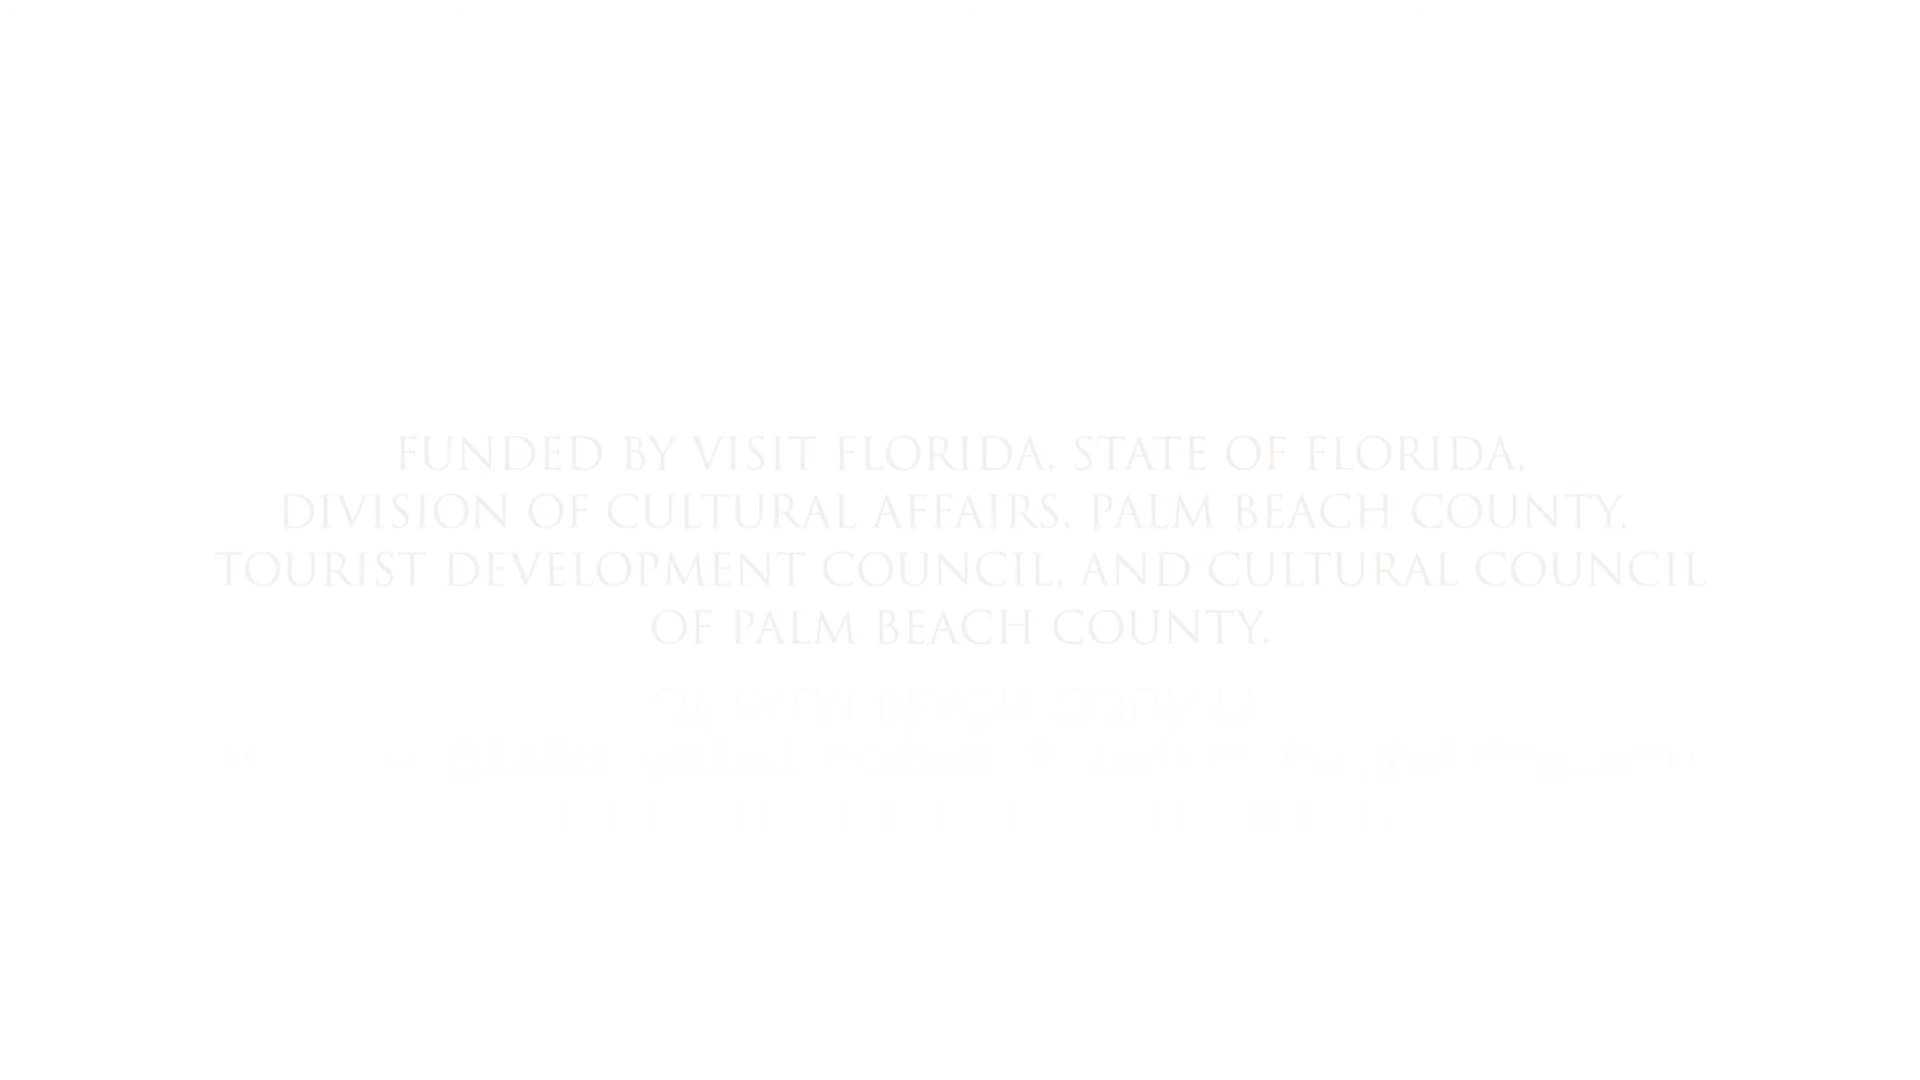 FUNDED BY VISIT FLORIDA, STATE OF FLORIDA,
DIVISION OF CULTURAL AFFAIRS, PALM BEACH COUNTY,
TOURIST DEVELOPMENT COUNCIL, AND CULTURAL COUNCIL
OF PALM BEACH COUNTY.